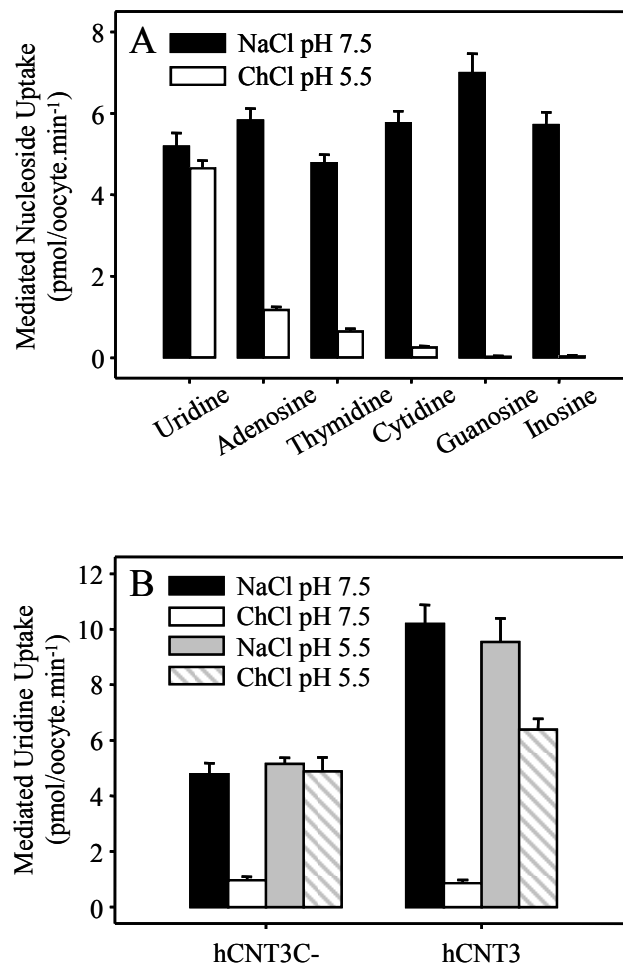 A
NaCl pH 7.5
ChCl pH 5.5
Mediated Nucleoside Uptake
(pmol/oocyte.min-1)
8
6
4
2
0
Uridine
Adenosine
Thymidine
Cytidine
Guanosine
Inosine
B
NaCl pH 7.5
ChCl pH 7.5
NaCl pH 5.5
ChCl pH 5.5
Mediated Uridine Uptake
(pmol/oocyte.min-1)
12
10
8
6
4
2
0
hCNT3C-
hCNT3